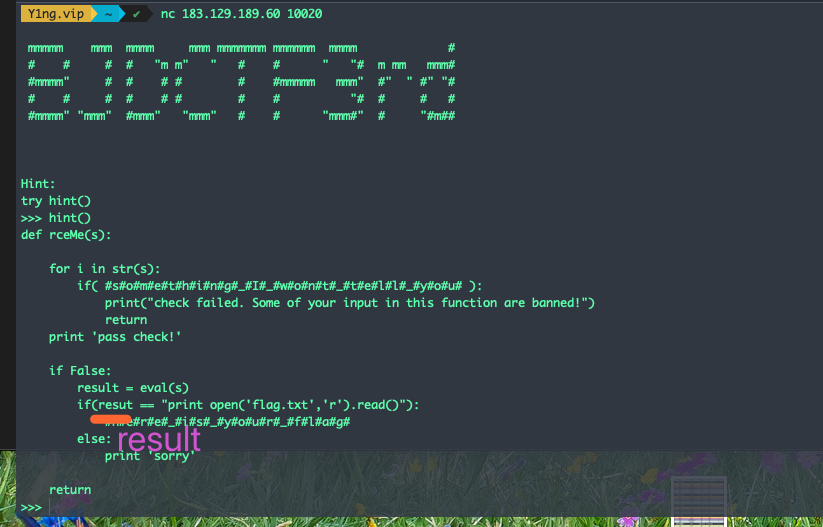 Y1ng.vip ~ ✔ nc 183.129.189.60 10020
BJDCTF3rd
Hint:
try hint()
>>> hint()
def rceMe(s):
for i in str(s):
if( #s#o#m#e#t#h#i#n#g#_#I#_#w#o#n#t#_#t#e#l#l#_#y#o#u# ):
print("check failed. Some of your input in this function are banned!")
return
print 'pass check!'
if False:
result = eval(s)
if(resut == "print open('flag.txt','r').read()"):
#h#e#r#e#_#i#s#_#y#o#u#r#_#f#l#a#g#
else:
result
print 'sorry'
return
>>>